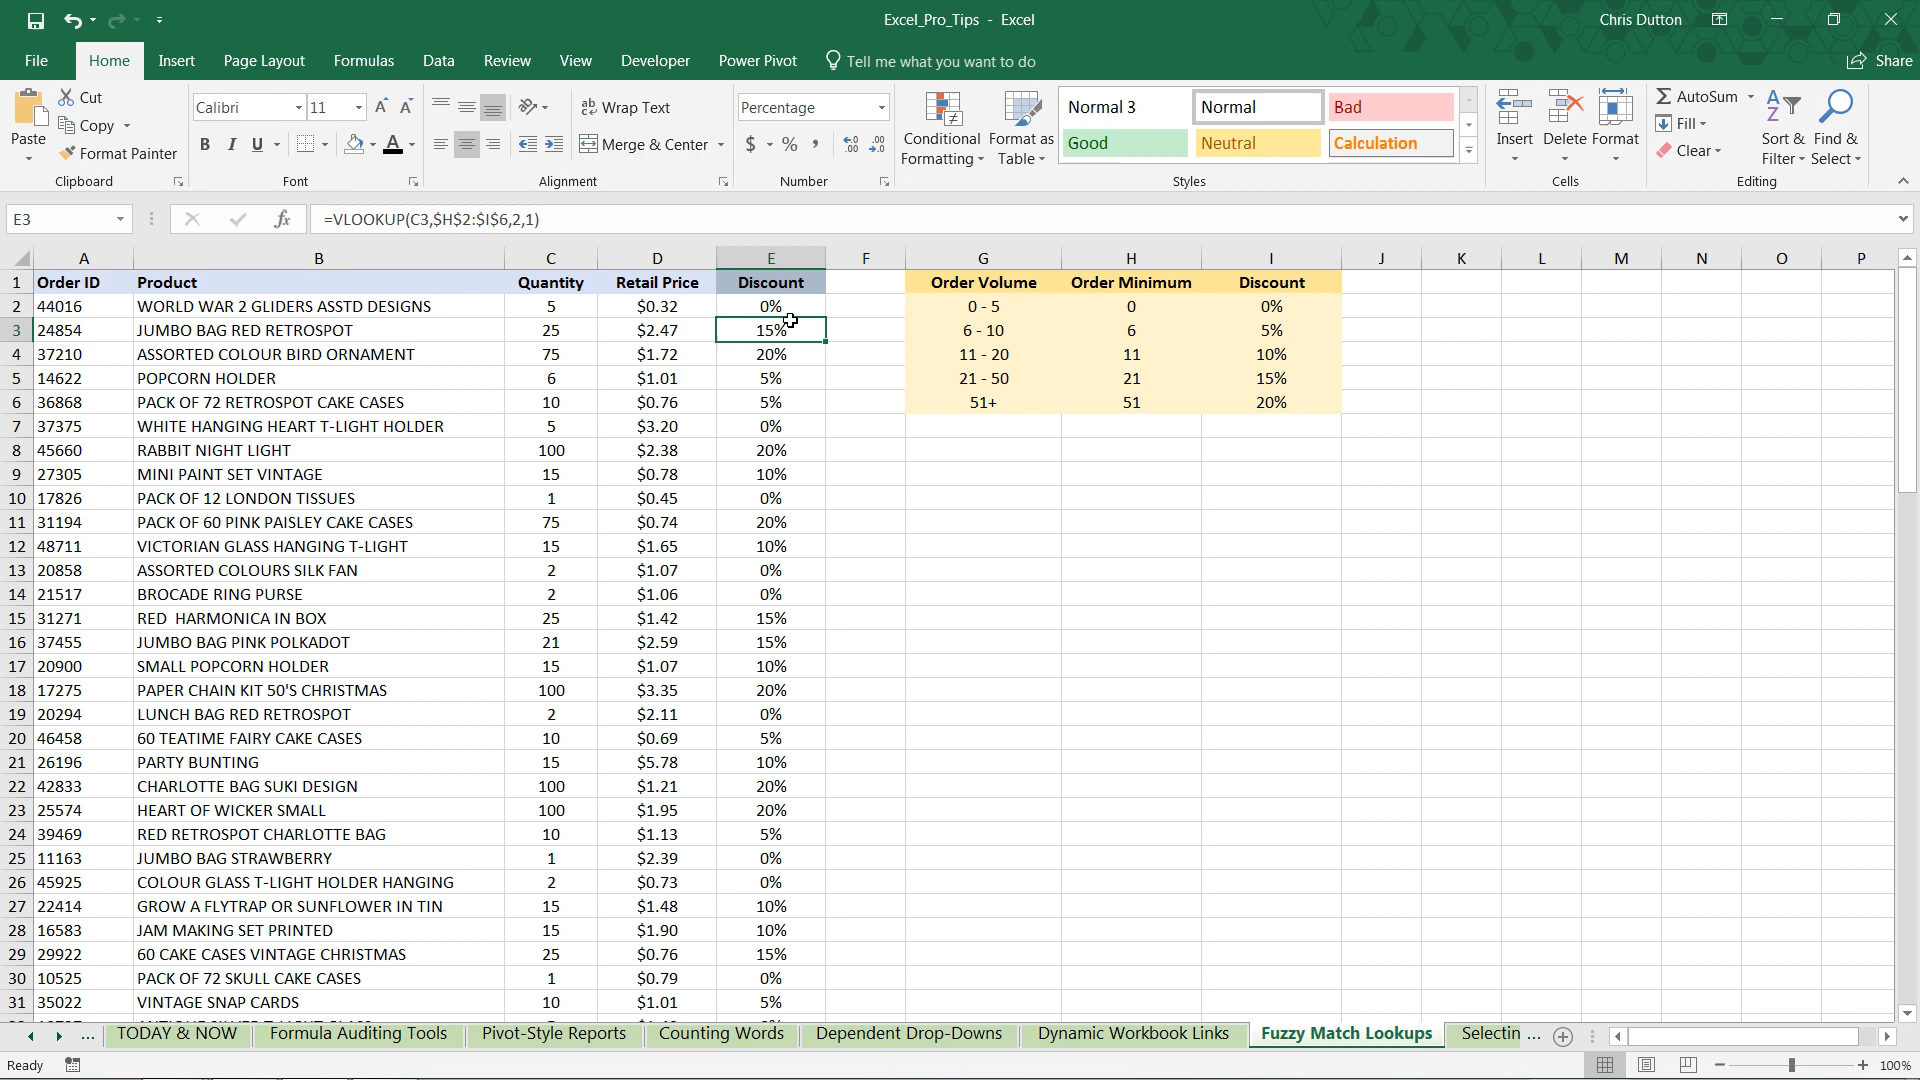 Excel_Pro_Tips - Excel
Chris Dutton
File Home Insert Page Layout Formulas Data Review View Developer Power Pivot Tell me what you want to do Share
Paste
Cut
Copy
Format Painter
Clipboard
Calibri 11
B I U A
Font
Wrap Text
Merge & Center
Alignment
Percentage
$ % ,
Number
Conditional Formatting
Format as Table
Normal 3 Normal Bad
Good Neutral Calculation
Styles
Insert Delete Format
Cells
AutoSum
Fill
Clear
Sort & Filter
Find & Select
Editing
E3 fx =VLOOKUP(C3,$H$2:$I$6,2,1)
A B C D E F G H I J K L M N O P
1 Order ID Product Quantity Retail Price Discount Order Volume Order Minimum Discount
2 44016 WORLD WAR 2 GLIDERS ASSTD DESIGNS 5 $0.32 0% 0 - 5 0 0%
3 24854 JUMBO BAG RED RETROSPOT 25 $2.47 15% 6 - 10 6 5%
4 37210 ASSORTED COLOUR BIRD ORNAMENT 75 $1.72 20% 11 - 20 11 10%
5 14622 POPCORN HOLDER 6 $1.01 5% 21 - 50 21 15%
6 36868 PACK OF 72 RETROSPOT CAKE CASES 10 $0.76 5% 51+ 51 20%
7 37375 WHITE HANGING HEART T-LIGHT HOLDER 5 $3.20 0%
8 45660 RABBIT NIGHT LIGHT 100 $2.38 20%
9 27305 MINI PAINT SET VINTAGE 15 $0.78 10%
10 17826 PACK OF 12 LONDON TISSUES 1 $0.45 0%
11 31194 PACK OF 60 PINK PAISLEY CAKE CASES 75 $0.74 20%
12 48711 VICTORIAN GLASS HANGING T-LIGHT 15 $1.65 10%
13 20858 ASSORTED COLOURS SILK FAN 2 $1.07 0%
14 21517 BROCADE RING PURSE 2 $1.06 0%
15 31271 RED  HARMONICA IN BOX 25 $1.42 15%
16 37455 JUMBO BAG PINK POLKADOT 21 $2.59 15%
17 20900 SMALL POPCORN HOLDER 15 $1.07 10%
18 17275 PAPER CHAIN KIT 50'S CHRISTMAS 100 $3.35 20%
19 20294 LUNCH BAG RED RETROSPOT 2 $2.11 0%
20 46458 60 TEATIME FAIRY CAKE CASES 10 $0.69 5%
21 26196 PARTY BUNTING 15 $5.78 10%
22 42833 CHARLOTTE BAG SUKI DESIGN 100 $1.21 20%
23 25574 HEART OF WICKER SMALL 100 $1.95 20%
24 39469 RED RETROSPOT CHARLOTTE BAG 10 $1.13 5%
25 11163 JUMBO BAG STRAWBERRY 1 $2.39 0%
26 45925 COLOUR GLASS T-LIGHT HOLDER HANGING 2 $0.73 0%
27 22414 GROW A FLYTRAP OR SUNFLOWER IN TIN 15 $1.48 10%
28 16583 JAM MAKING SET PRINTED 15 $1.90 10%
29 29922 60 CAKE CASES VINTAGE CHRISTMAS 25 $0.76 15%
30 10525 PACK OF 72 SKULL CAKE CASES 1 $0.79 0%
31 35022 VINTAGE SNAP CARDS 10 $1.01 5%
... TODAY & NOW Formula Auditing Tools Pivot-Style Reports Counting Words Dependent Drop-Downs Dynamic Workbook Links Fuzzy Match Lookups Selectin ...
Ready 100%